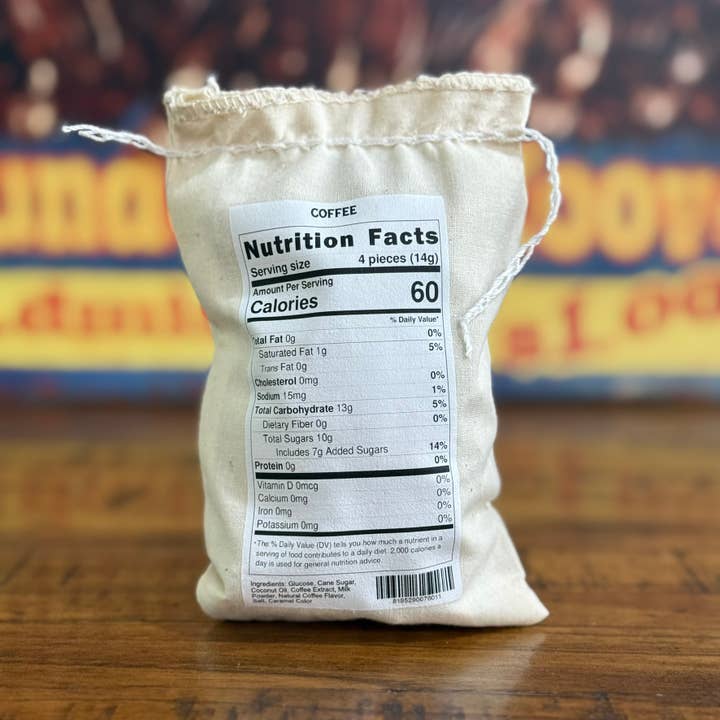 COFFEE
Nutrition Facts
Serving size 4 pieces (14g)
Amount Per Serving
Calories 60
% Daily Value*
Total Fat 0g 0%
Saturated Fat 1g 5%
Trans Fat 0g
Cholesterol 0mg 0%
Sodium 15mg 1%
Total Carbohydrate 13g 5%
Dietary Fiber 0g 0%
Total Sugars 10g
Includes 7g Added Sugars 14%
Protein 0g 0%
Vitamin D 0mcg 0%
Calcium 0mg 0%
Iron 0mg 0%
Potassium 0mg 0%
*The % Daily Value (DV) tells you how much a nutrient in a
serving of food contributes to a daily diet. 2,000 calories a
day is used for general nutrition advice.
Ingredients: Glucose, Cane Sugar,
Coconut Oil, Coffee Extract, Milk
Powder, Natural Coffee Flavor,
Salt, Caramel Color